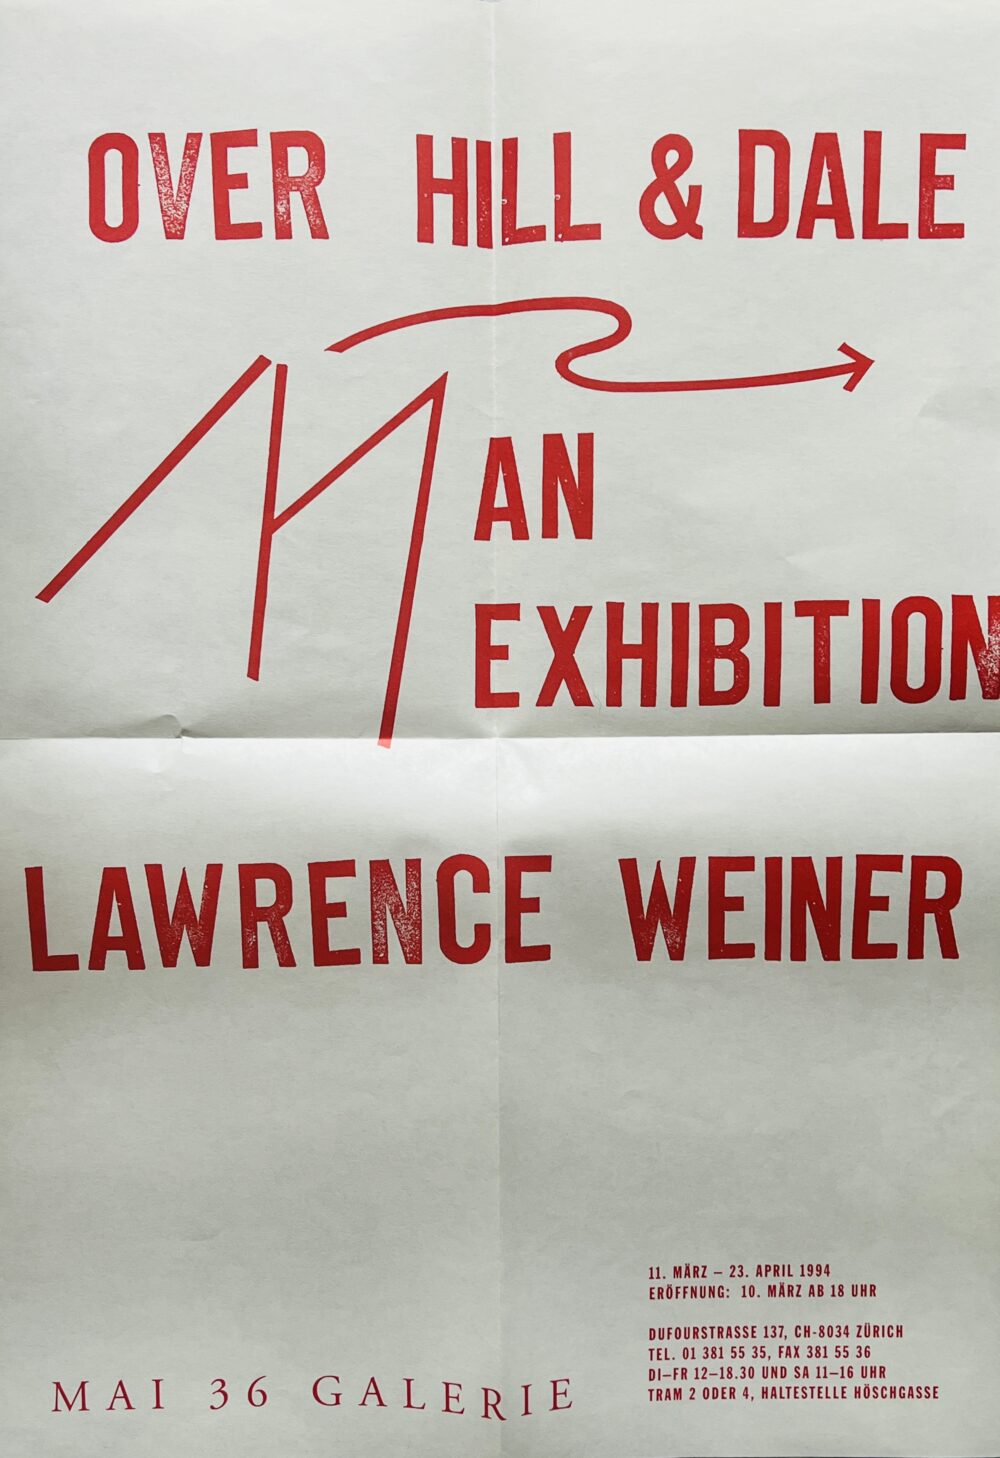 OVER HILL & DALE
AN
EXHIBITION
LAWRENCE WEINER
11. MÄRZ – 23. APRIL 1994
ERÖFFNUNG: 10. MÄRZ AB 18 UHR
DUFOURSTRASSE 137, CH-8034 ZÜRICH
TEL. 01 381 55 35, FAX 381 55 36
DI–FR 12–18.30 UND SA 11–16 UHR
TRAM 2 ODER 4, HALTESTELLE HÖSCHGASSE
MAI 36 GALERIE